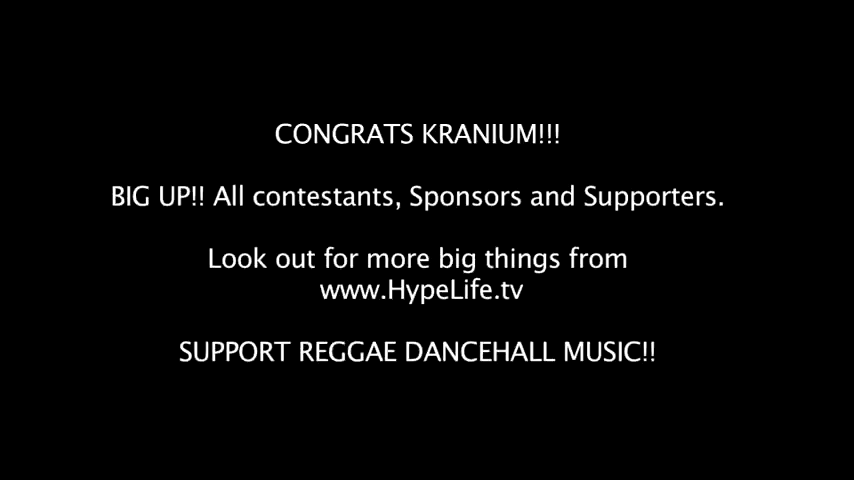 CONGRATS KRANIUM!!!
BIG UP!! All contestants, Sponsors and Supporters.
Look out for more big things from
www.HypeLife.tv
SUPPORT REGGAE DANCEHALL MUSIC!!